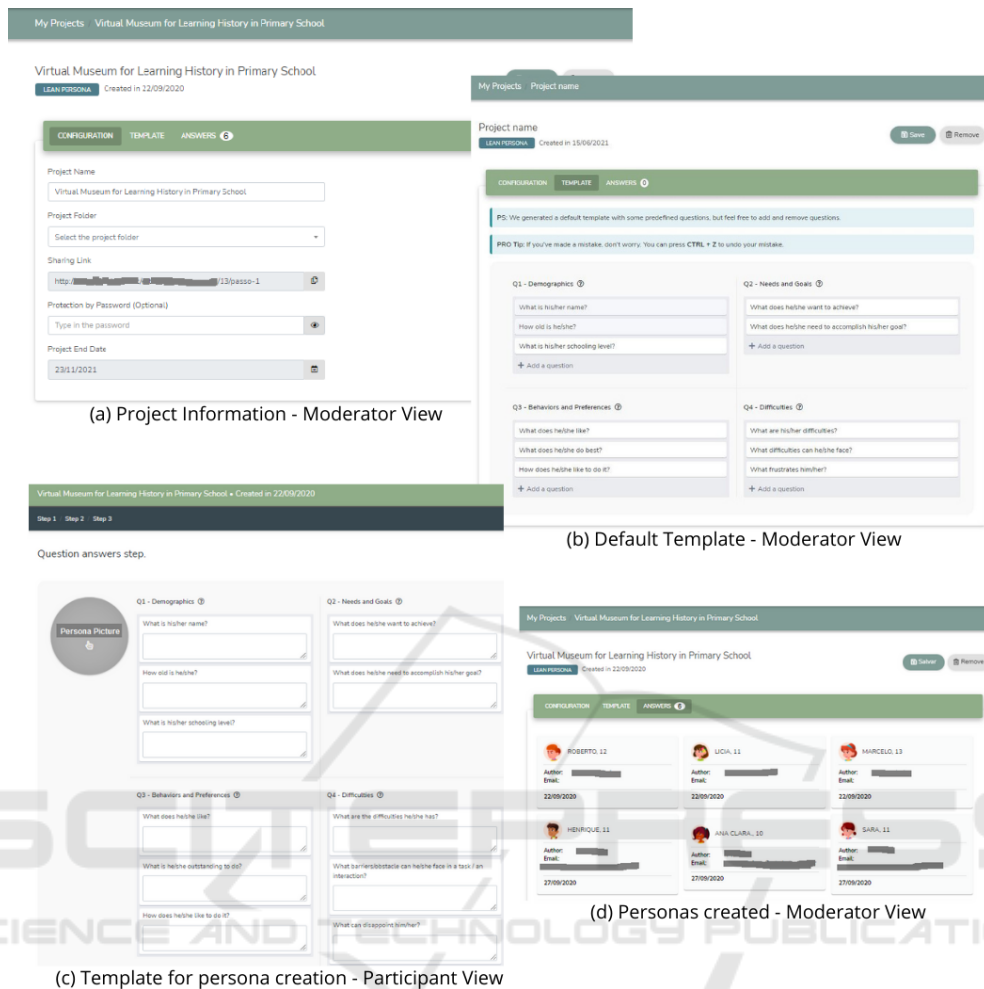 My Projects / Virtual Museum for Learning History in Primary School
Virtual Museum for Learning History in Primary School
LEAN PERSONA Created in 22/09/2020
CONFIGURATION TEMPLATE ANSWERS 6
Project Name
Virtual Museum for Learning History in Primary School
Project Folder
Select the project folder
Sharing Link
http:/ /13/passo-1
Protection by Password (Optional)
Type in the password
Project End Date
23/11/2021
(a) Project Information - Moderator View
My Projects Project name
Project name
LEAN PERSONA Created in 15/06/2021
Save Remove
CONFIGURATION TEMPLATE ANSWERS 0
PS: We generated a default template with some predefined questions, but feel free to add and remove questions.
PRO Tip: If you've made a mistake, don't worry. You can press CTRL + Z to undo your mistake.
Q1 - Demographics
What is his/her name?
How old is he/she?
What is his/her schooling level?
+ Add a question
Q2 - Needs and Goals
What does he/she want to achieve?
What does he/she need to accomplish his/her goal?
+ Add a question
Q3 - Behaviors and Preferences
What does he/she like?
What does he/she do best?
How does he/she like to do it?
+ Add a question
Q4 - Difficulties
What are his/her difficulties?
What difficulties can he/she face?
What frustrates him/her?
+ Add a question
(b) Default Template - Moderator View
Virtual Museum for Learning History in Primary School • Created in 22/09/2020
Step 1 Step 2 Step 3
Question answers step.
Persona Picture
Q1 - Demographics
What is his/her name?
How old is he/she?
What is his/her schooling level?
Q2 - Needs and Goals
What does he/she want to achieve?
What does he/she need to accomplish his/her goal?
Q3 - Behaviors and Preferences
What does he/she like?
What is he/she outstanding to do?
How does he/she like to do it?
Q4 - Difficulties
What are the difficulties he/she has?
What barriers/obstacle can he/she face in a task / an
interaction?
What can disappoint him/her?
(c) Template for persona creation - Participant View
My Projects Virtual Museum for Learning History in Primary School
Virtual Museum for Learning History in Primary School
LEAN PERSONA Created in 22/09/2020
Salvar Remove
CONFIGURATION TEMPLATE ANSWERS 6
ROBERTO, 12
Author:
Email:
22/09/2020
LICIA, 11
Author:
Email:
22/09/2020
MARCELO, 13
Author:
Email:
22/09/2020
HENRIQUE, 11
Author:
Email:
27/09/2020
ANA CLARA,, 10
Author:
Email:
27/09/2020
SARA, 11
Author:
Email:
27/09/2020
(d) Personas created - Moderator View